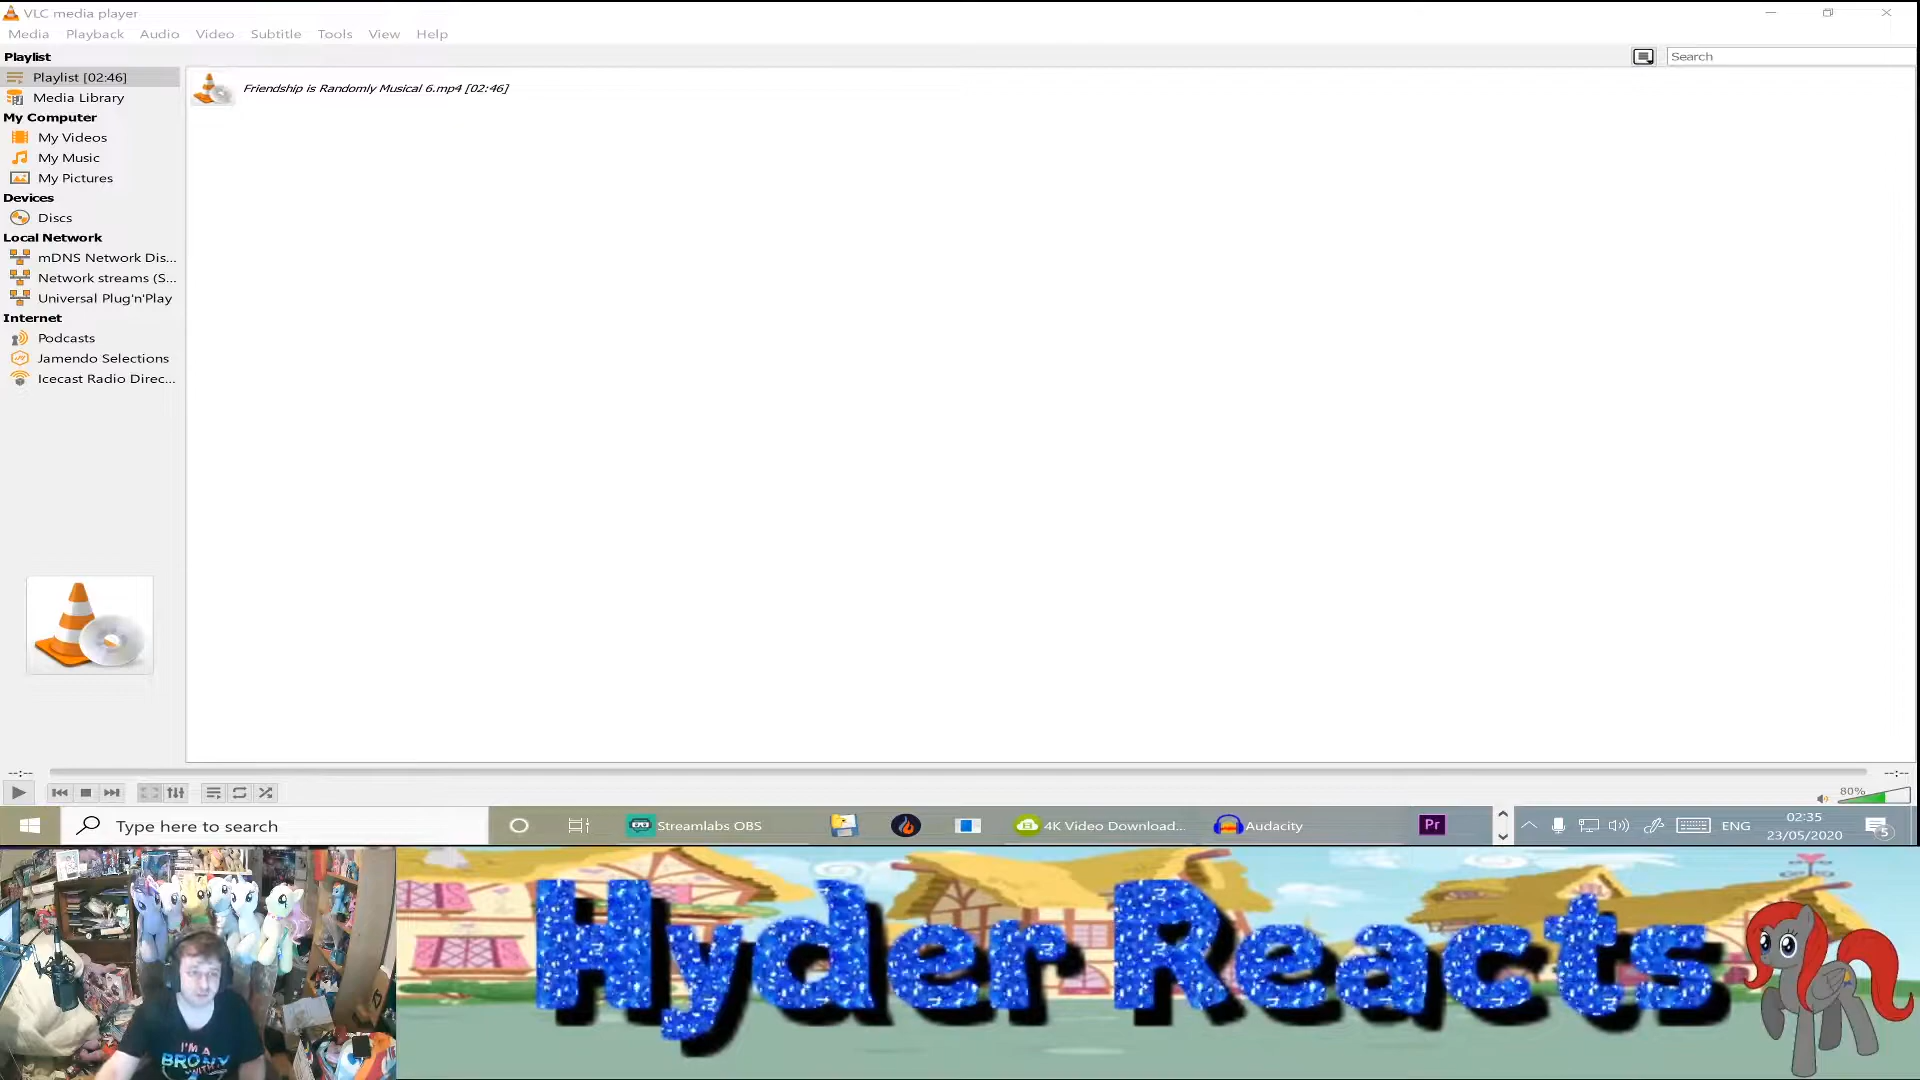 VLC media player
Media Playback Audio Video Subtitle Tools View Help
Playlist
Search
Playlist [02:46]
Friendship is Randomly Musical 6.mp4 [02:46]
Media Library
My Computer
My Videos
My Music
My Pictures
Devices
Discs
Local Network
mDNS Network Dis...
Network streams (S...
Universal Plug'n'Play
Internet
Podcasts
Jamendo Selections
Icecast Radio Direc...
--:--
--:--
80%
Type here to search
Streamlabs OBS
4K Video Download...
Audacity
Pr
ENG
02:35
23/05/2020
5
Hyder Reacts
I'M A
BRONY